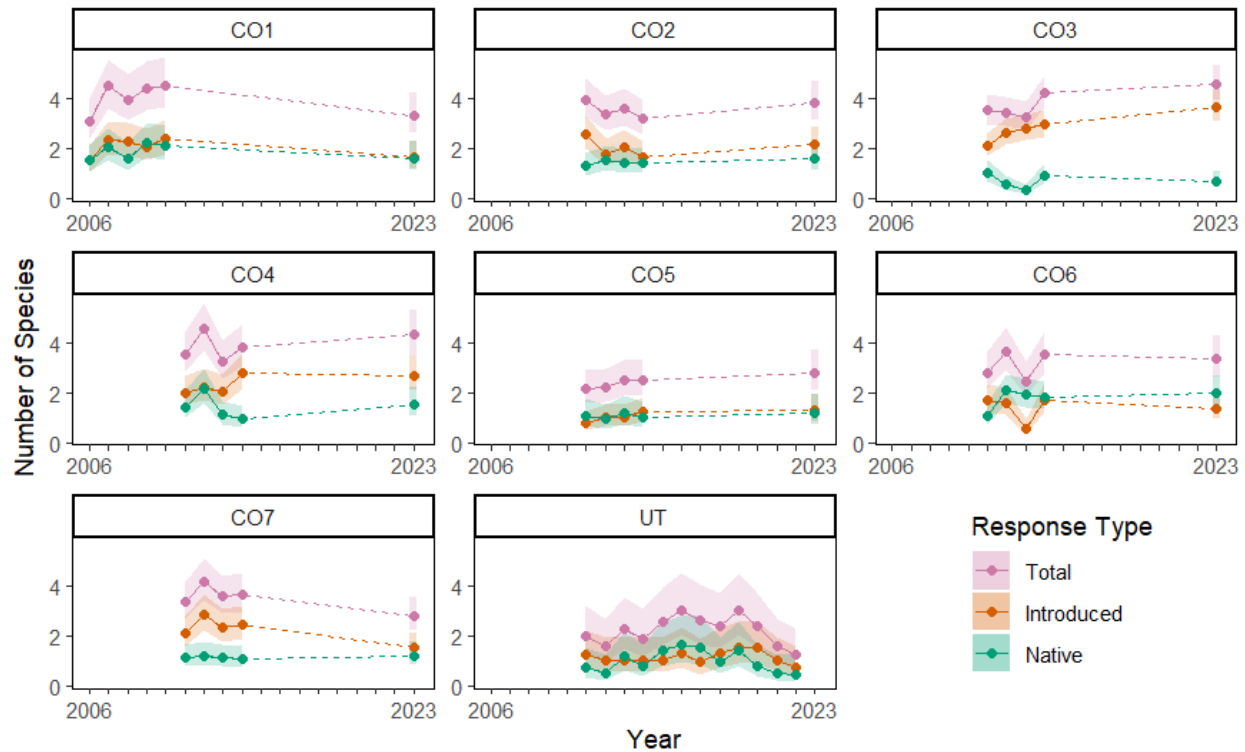 CO1 CO2 CO3
4 4 4
2 2 2
0 0 0
2006 2023 2006 2023 2006 2023
CO4 CO5 CO6
4 4 4
2 2 2
0 0 0
2006 2023 2006 2023 2006 2023
CO7 UT
4 4
2 2
0 0
2006 2023 2006 2023
Number of Species
Year
Response Type
Total
Introduced
Native